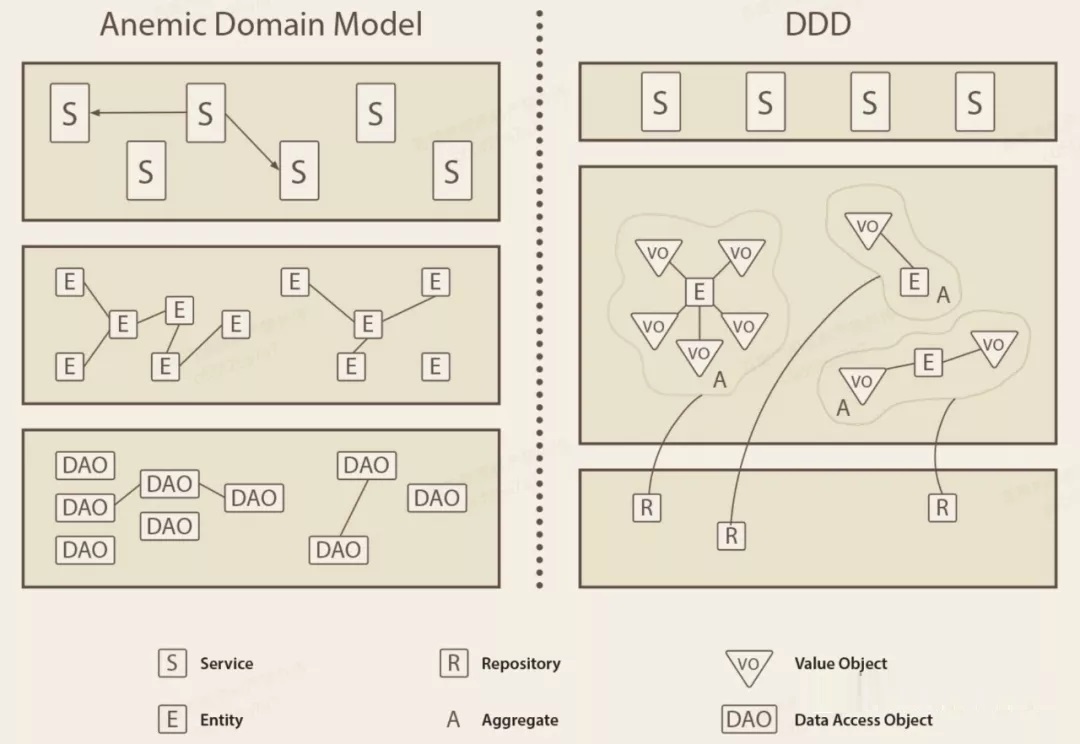 Anemic Domain Model
DDD
S S S
S S S
S S S S
E E E
E E E E
E E E E
VO VO VO
E E A
VO VO VO
VO E VO
A A
DAO DAO
DAO DAO DAO DAO
DAO
DAO DAO
R R
R
S Service
R Repository
VO Value Object
E Entity
A Aggregate
DAO Data Access Object